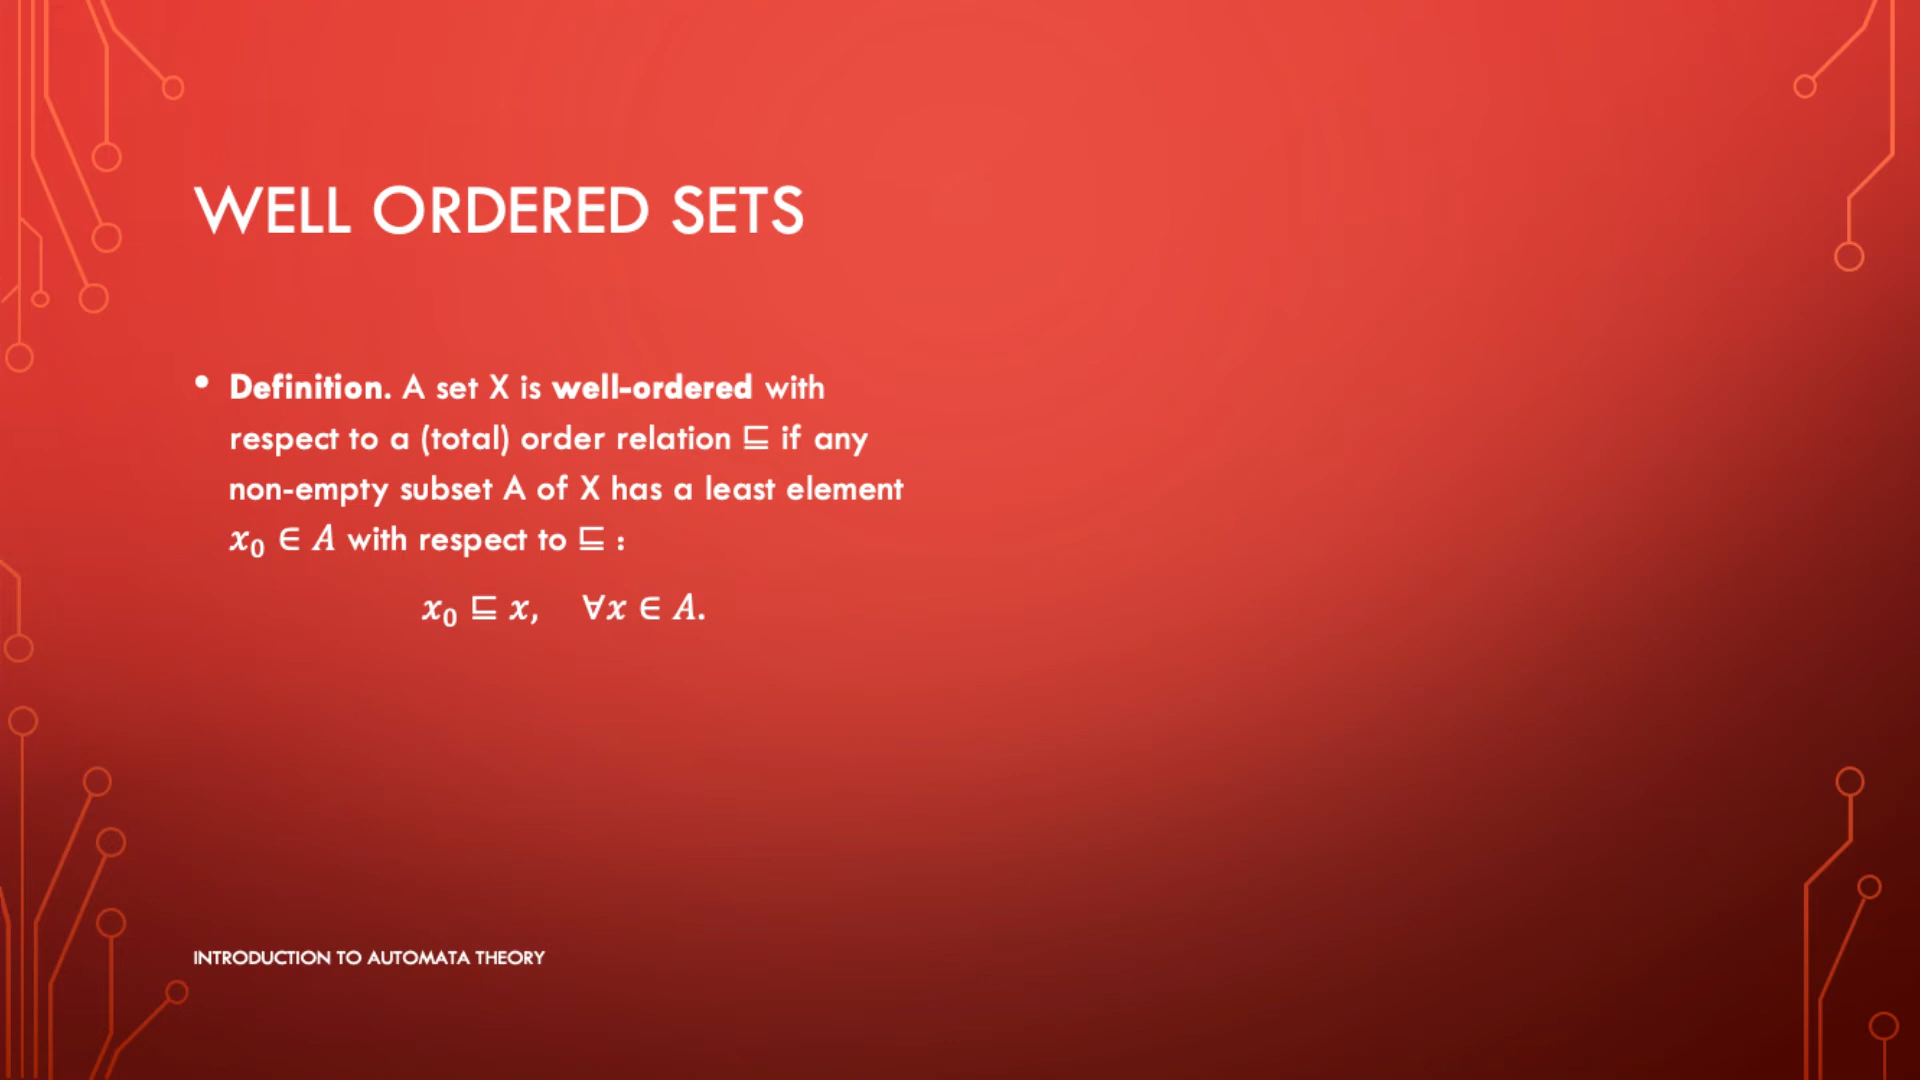 WELL ORDERED SETS
• Definition. A set X is well-ordered with
respect to a (total) order relation ⊑ if any
non-empty subset A of X has a least element
x₀ ∈ A with respect to ⊑ :
x₀ ⊑ x, ∀x ∈ A.
INTRODUCTION TO AUTOMATA THEORY